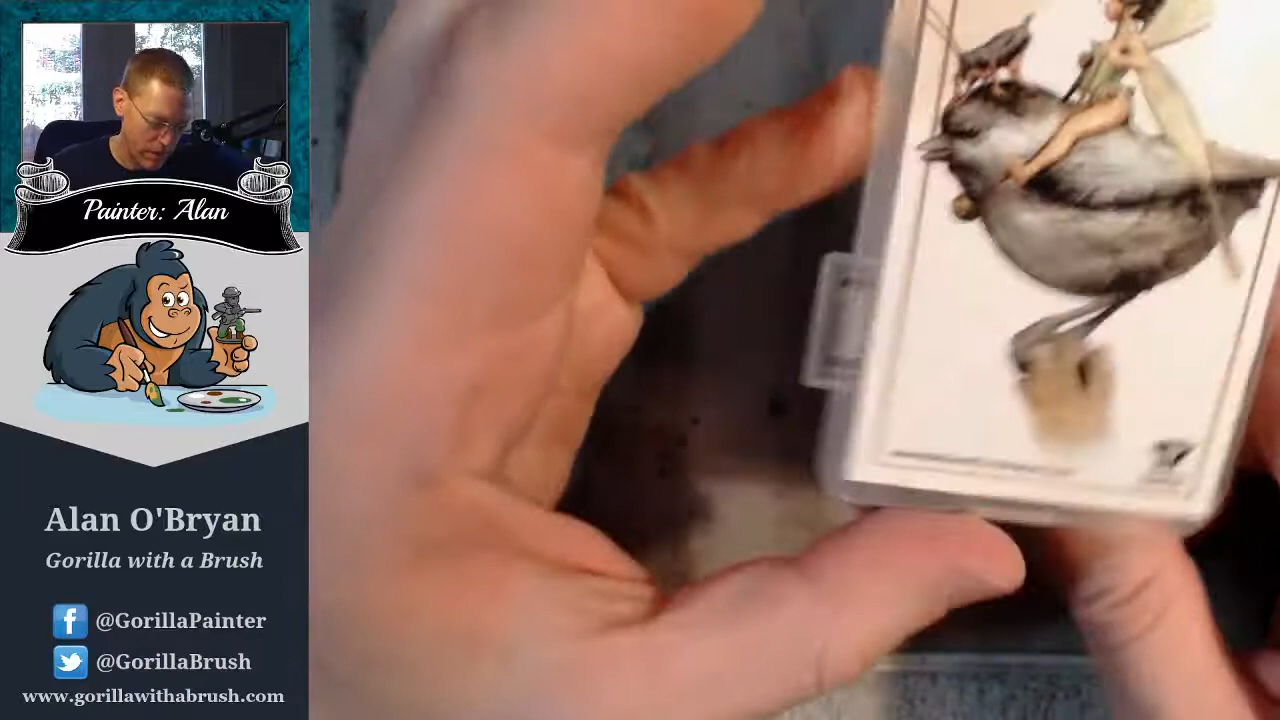 Painter: Alan
Alan O'Bryan
Gorilla with a Brush
@GorillaPainter
@GorillaBrush
www.gorillawithabrush.com